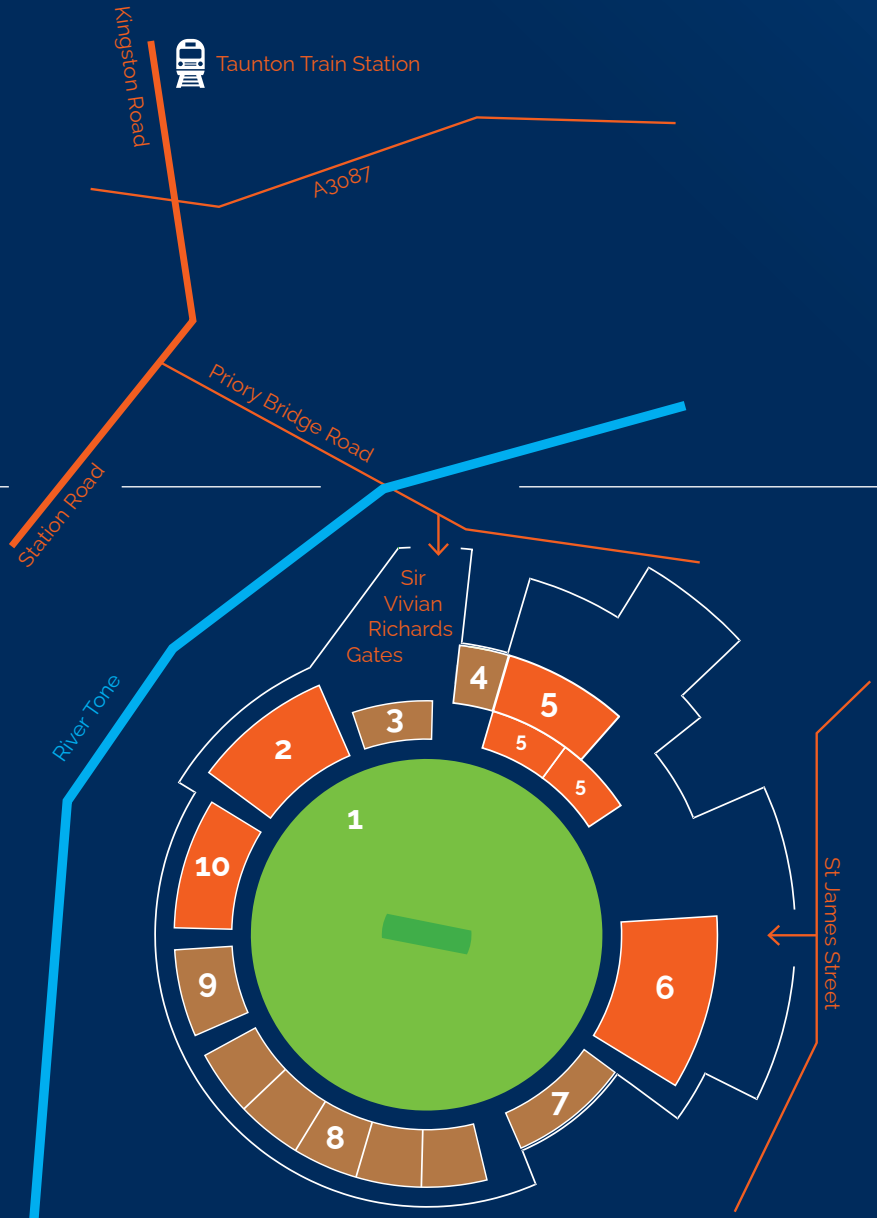 Kingston Road
Taunton Train Station
A3087
Priory Bridge Road
Station Road
Sir
Vivian
Richards
Gates
River Tone
4
5
3
5
2
5
1
10
St James Street
9
6
7
8